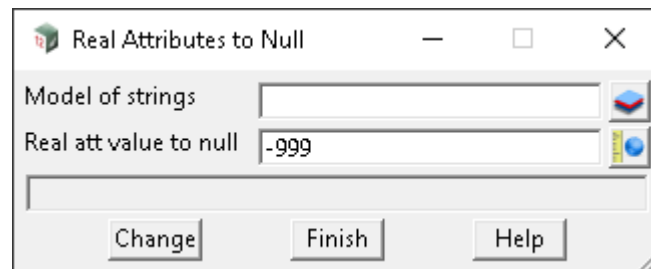 Real Attributes to Null
Model of strings
Real att value to null -999
Change Finish Help